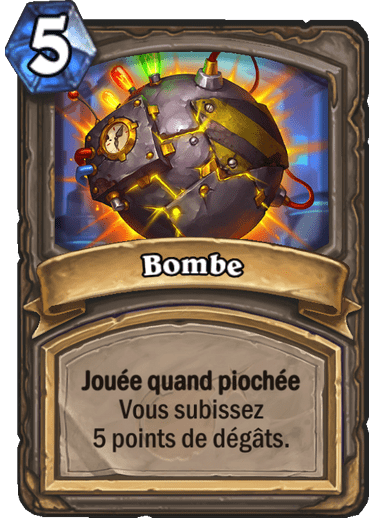 5
Bombe
Jouée quand piochée
Vous subissez
5 points de dégâts.